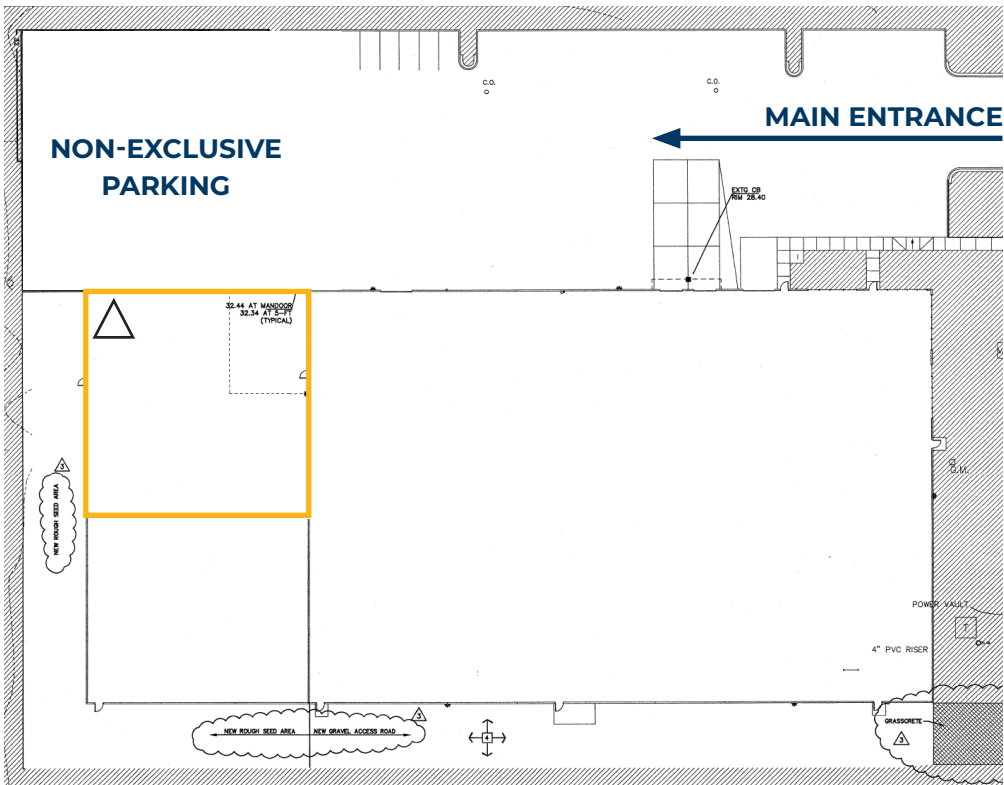 C.O.
C.O.
MAIN ENTRANCE
NON-EXCLUSIVE
PARKING
EXTG CB
RIM 28.40
32.44 AT MANDOOR
32.34 AT 5-FT
(TYPICAL)
3
NEW ROUGH SEED AREA
G.M.
POWER VAULT
T
4" PVC RISER
3
NEW ROUGH SEED AREA
NEW GRAVEL ACCESS ROAD
4
GRASSCRETE
3